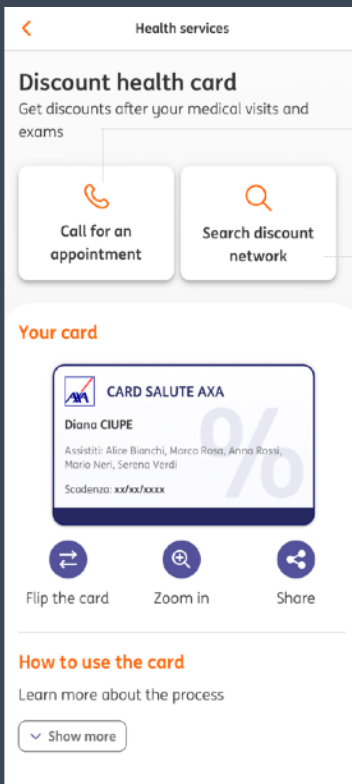 Health services
Discount health card
Get discounts after your medical visits and
exams
Call for an
appointment
Search discount
network
Your card
AXA
CARD SALUTE AXA
%
Diana CIUPE
Assistiti: Alice Bianchi, Marco Rosa, Anna Rossi,
Mario Neri, Serena Verdi
Scadenza: xx/xx/xxxx
Flip the card
Zoom in
Share
How to use the card
Learn more about the process
Show more